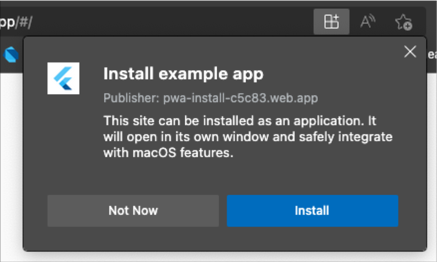 pp/#/
Install example app
Publisher: pwa-install-c5c83.web.app
This site can be installed as an application. It
will open in its own window and safely integrate
with macOS features.
Not Now
Install